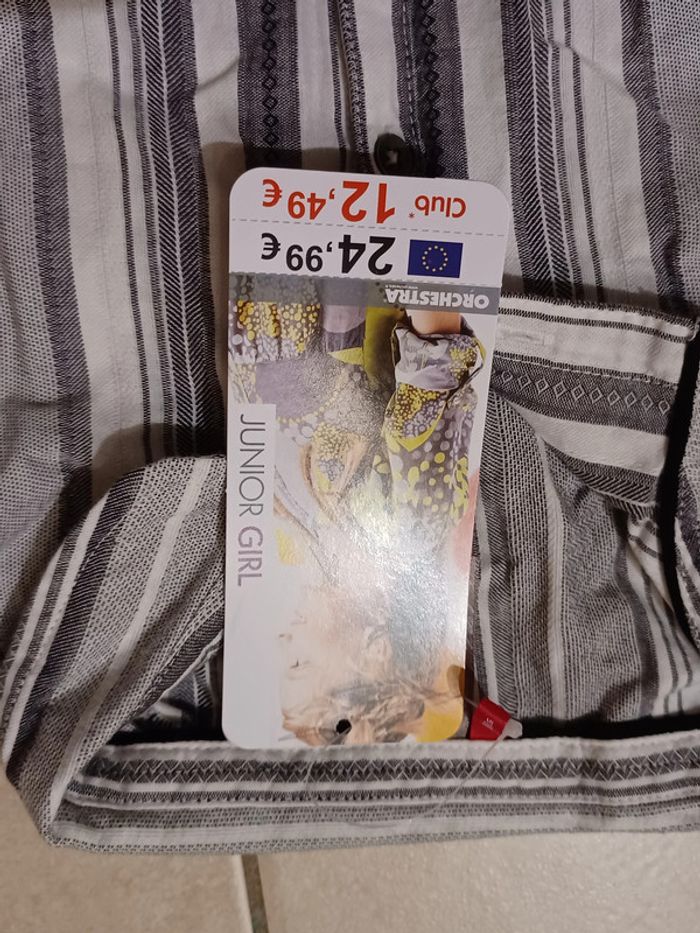 JUNIOR GIRL
ORCHESTRA
24,99 €
Club* 12,49 €